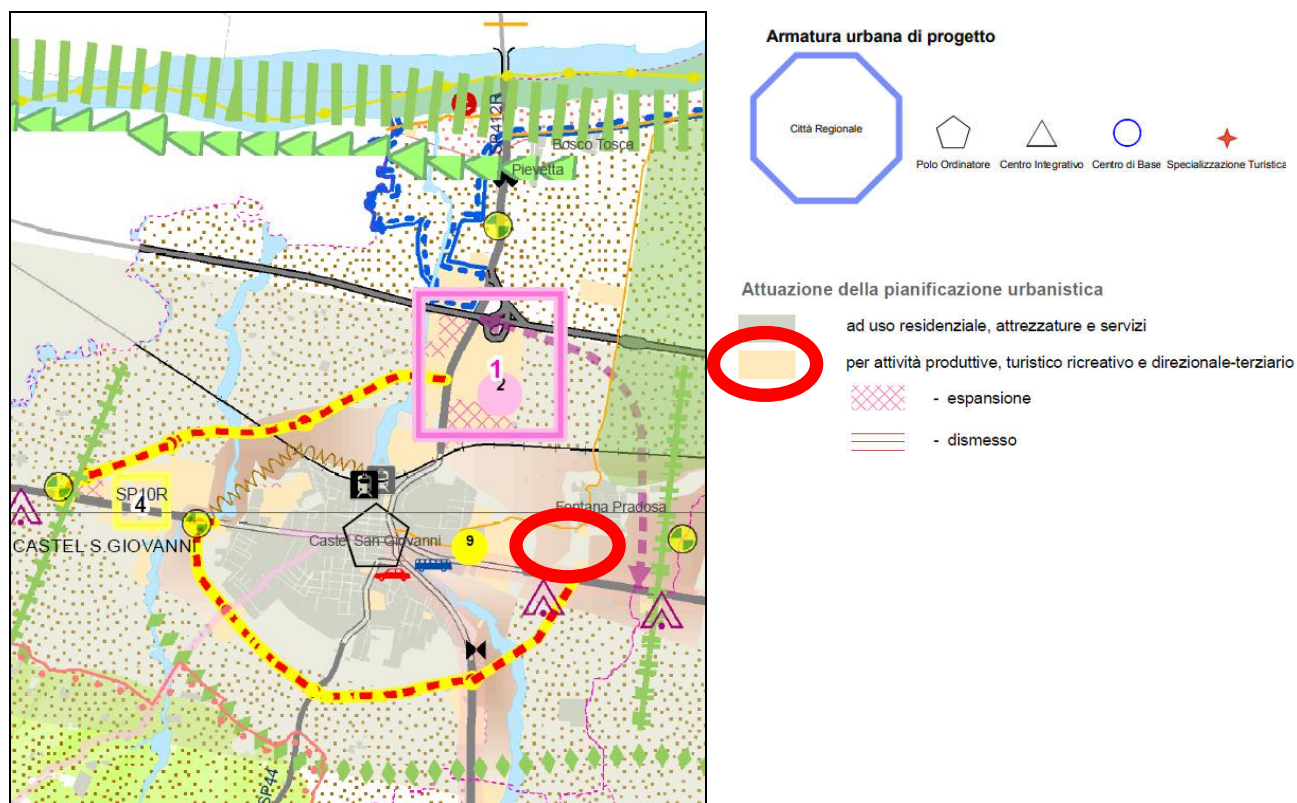 SP412R
Bosco Tosca
Pievetta
1
2
SP10R
4
Fontana Pradosa
CASTEL S.GIOVANNI
Castel San Giovanni
9
SP44
Armatura urbana di progetto
Città Regionale
Polo Ordinatore
Centro Integrativo
Centro di Base
Specializzazione Turistica
Attuazione della pianificazione urbanistica
ad uso residenziale, attrezzature e servizi
per attività produttive, turistico ricreativo e direzionale-terziario
- espansione
- dismesso